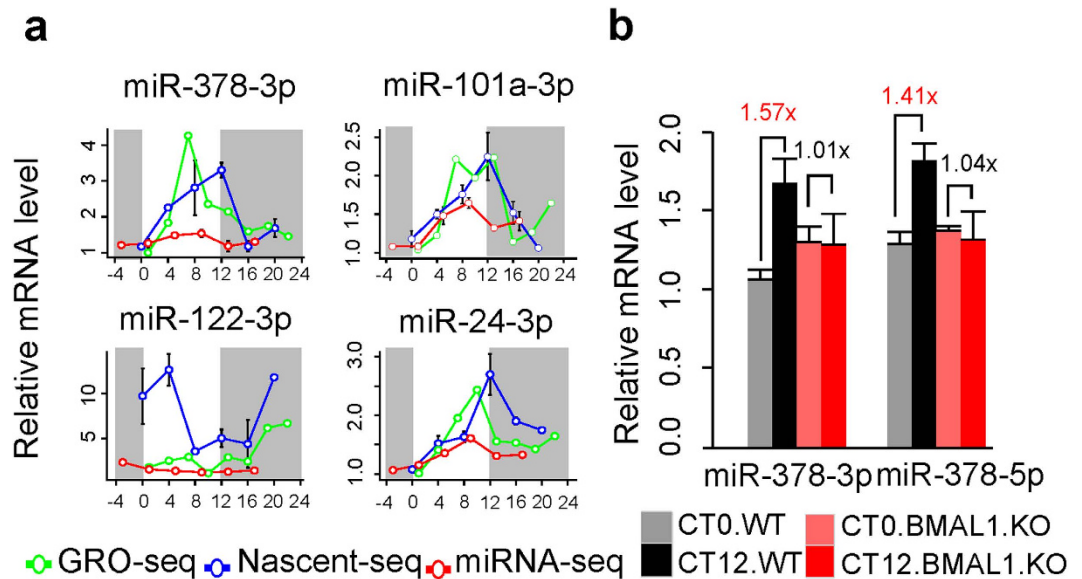 a
b
Relative mRNA level
miR-378-3p
4
3
2
1
-4 0 4 8 12 16 20 24
miR-101a-3p
2.5
2.0
1.5
1.0
-4 0 4 8 12 16 20 24
miR-122-3p
10
5
-4 0 4 8 12 16 20 24
miR-24-3p
3.0
2.0
1.0
-4 0 4 8 12 16 20 24
GRO-seq Nascent-seq miRNA-seq
Relative mRNA level
2.0
1.5
1.0
0.5
0.0
1.57x
1.01x
1.41x
1.04x
miR-378-3p miR-378-5p
CT0.WT CT0.BMAL1.KO
CT12.WT CT12.BMAL1.KO